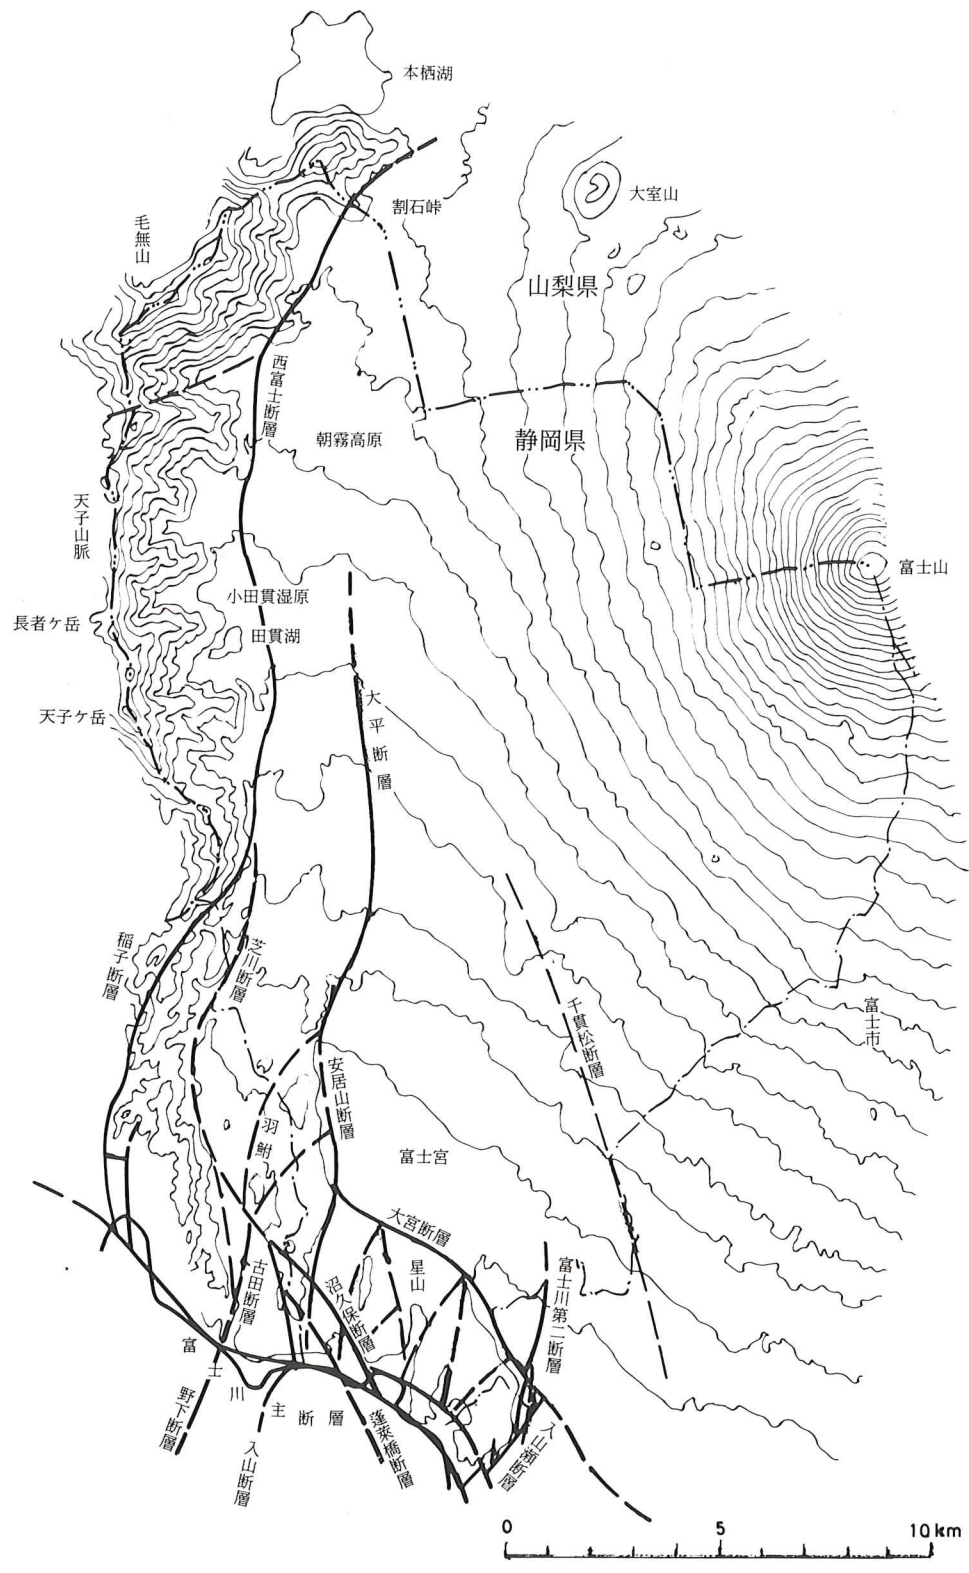 本栖湖
割石峠
大室山
毛無山
山梨県
西富士断層
朝霧高原
静岡県
天子山脈
富士山
小田貫湿原
長者ケ岳
田貫湖
天子ケ岳
大平断層
稲子断層
芝川断層
千貫松断層
富士市
安居山断層
羽鮒
富士宮
大宮断層
星山
古田断層
沼久保断層
富士川第二断層
富士川主断層
野下断層
入山断層
蓬莱橋断層
入山瀬断層
0 5 10km